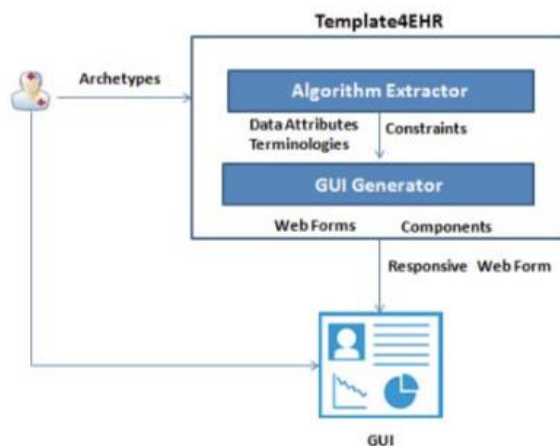 Template4EHR
Archetypes
Algorithm Extractor
Data Attributes Constraints
Terminologies
GUI Generator
Web Forms Components
Responsive Web Form
GUI